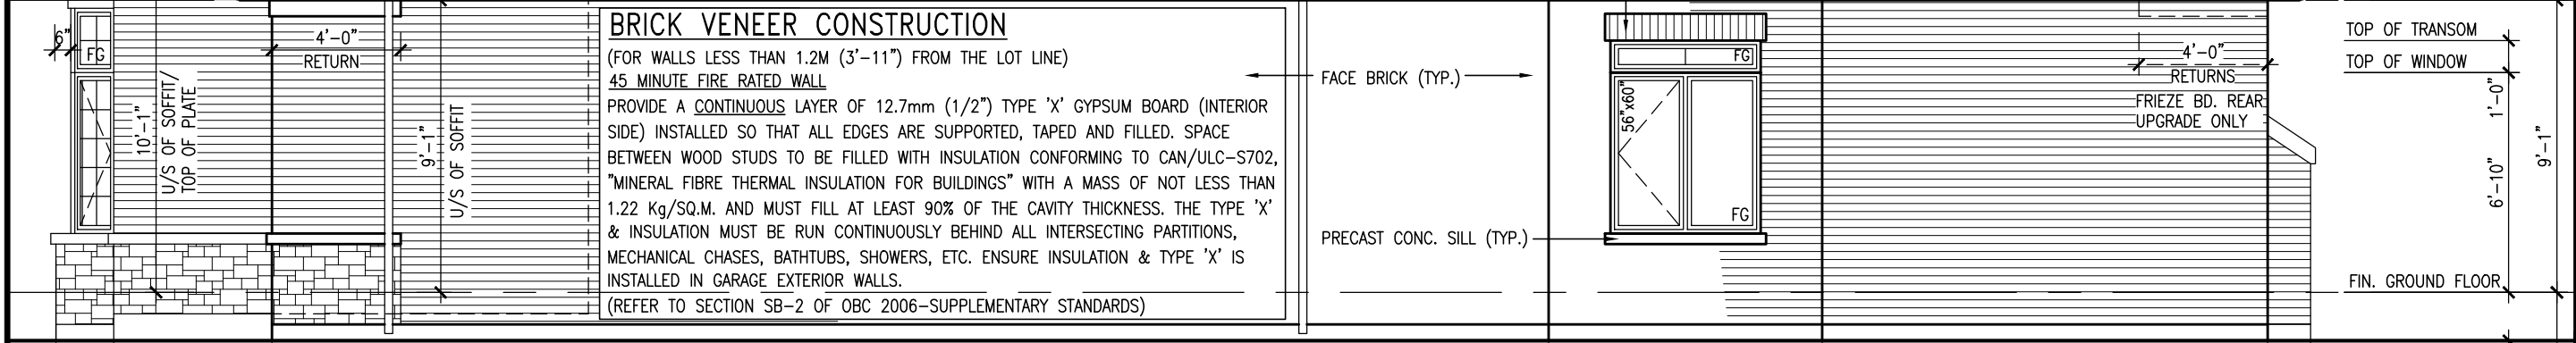 6"
FG
10'-1"
U/S OF SOFFIT/
TOP OF PLATE
4'-0"
RETURN
9'-1"
U/S OF SOFFIT
BRICK VENEER CONSTRUCTION
(FOR WALLS LESS THAN 1.2M (3'-11") FROM THE LOT LINE)
45 MINUTE FIRE RATED WALL
PROVIDE A CONTINUOUS LAYER OF 12.7mm (1/2") TYPE 'X' GYPSUM BOARD (INTERIOR
SIDE) INSTALLED SO THAT ALL EDGES ARE SUPPORTED, TAPED AND FILLED. SPACE
BETWEEN WOOD STUDS TO BE FILLED WITH INSULATION CONFORMING TO CAN/ULC-S702,
"MINERAL FIBRE THERMAL INSULATION FOR BUILDINGS" WITH A MASS OF NOT LESS THAN
1.22 Kg/SQ.M. AND MUST FILL AT LEAST 90% OF THE CAVITY THICKNESS. THE TYPE 'X'
& INSULATION MUST BE RUN CONTINUOUSLY BEHIND ALL INTERSECTING PARTITIONS,
MECHANICAL CHASES, BATHTUBS, SHOWERS, ETC. ENSURE INSULATION & TYPE 'X' IS
INSTALLED IN GARAGE EXTERIOR WALLS.
(REFER TO SECTION SB-2 OF OBC 2006-SUPPLEMENTARY STANDARDS)
FACE BRICK (TYP.)
PRECAST CONC. SILL (TYP.)
FG
56"x60"
FG
4'-0"
RETURNS
FRIEZE BD. REAR
UPGRADE ONLY
TOP OF TRANSOM
TOP OF WINDOW
1'-0"
6'-10"
9'-1"
FIN. GROUND FLOOR